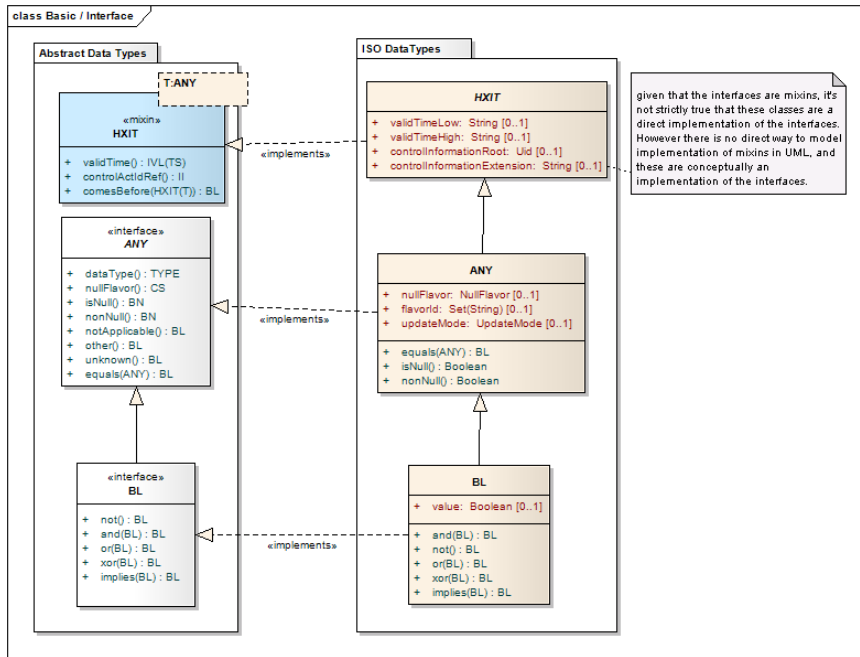 class Basic / Interface
Abstract Data Types
T:ANY
«mixin»
HXIT
+ validTime() : IVL(TS)
+ controlActIdRef() : II
+ comesBefore(HXIT(T)) : BL
«interface»
ANY
+ dataType() : TYPE
+ nullFlavor() : CS
+ isNull() : BN
+ nonNull() : BN
+ notApplicable() : BL
+ other() : BL
+ unknown() : BL
+ equals(ANY) : BL
«interface»
BL
+ not() : BL
+ and(BL) : BL
+ or(BL) : BL
+ xor(BL) : BL
+ implies(BL) : BL
«implements»
«implements»
«implements»
ISO DataTypes
HXIT
+ validTimeLow: String [0..1]
+ validTimeHigh: String [0..1]
+ controlInformationRoot: Uid [0..1]
+ controlInformationExtension: String [0..1]
ANY
+ nullFlavor: NullFlavor [0..1]
+ flavorId: Set(String) [0..1]
+ updateMode: UpdateMode [0..1]
+ equals(ANY) : BL
+ isNull() : Boolean
+ nonNull() : Boolean
BL
+ value: Boolean [0..1]
+ and(BL) : BL
+ not() : BL
+ or(BL) : BL
+ xor(BL) : BL
+ implies(BL) : BL
given that the interfaces are mixins, it's
not strictly true that these classes are a
direct implementation of the interfaces.
However there is no direct way to model
implementation of mixins in UML, and
these are conceptually an
implementation of the interfaces.